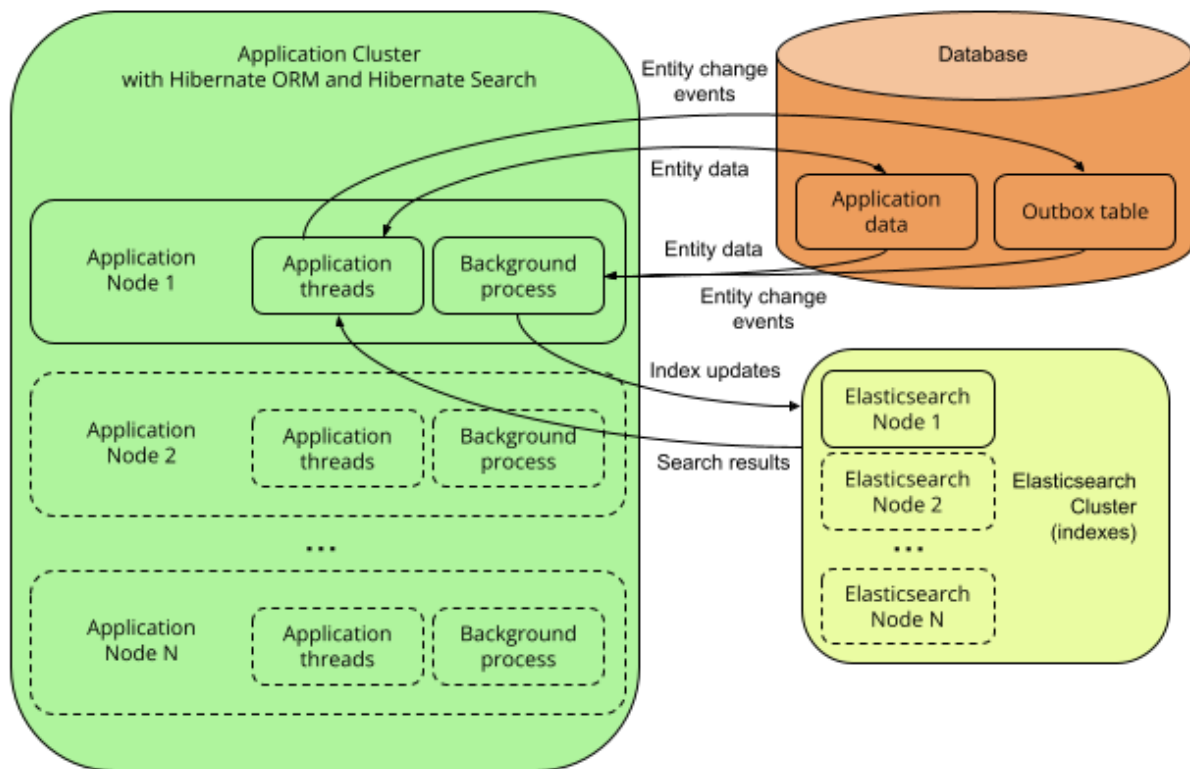 Application Cluster
with Hibernate ORM and Hibernate Search
Application
Node 1
Application
threads
Background
process
Application
Node 2
Application
threads
Background
process
...
Application
Node N
Application
threads
Background
process
Entity change
events
Entity data
Entity data
Entity change
events
Index updates
Search results
Database
Application
data
Outbox table
Elasticsearch
Node 1
Elasticsearch
Node 2
...
Elasticsearch
Node N
Elasticsearch
Cluster
(indexes)